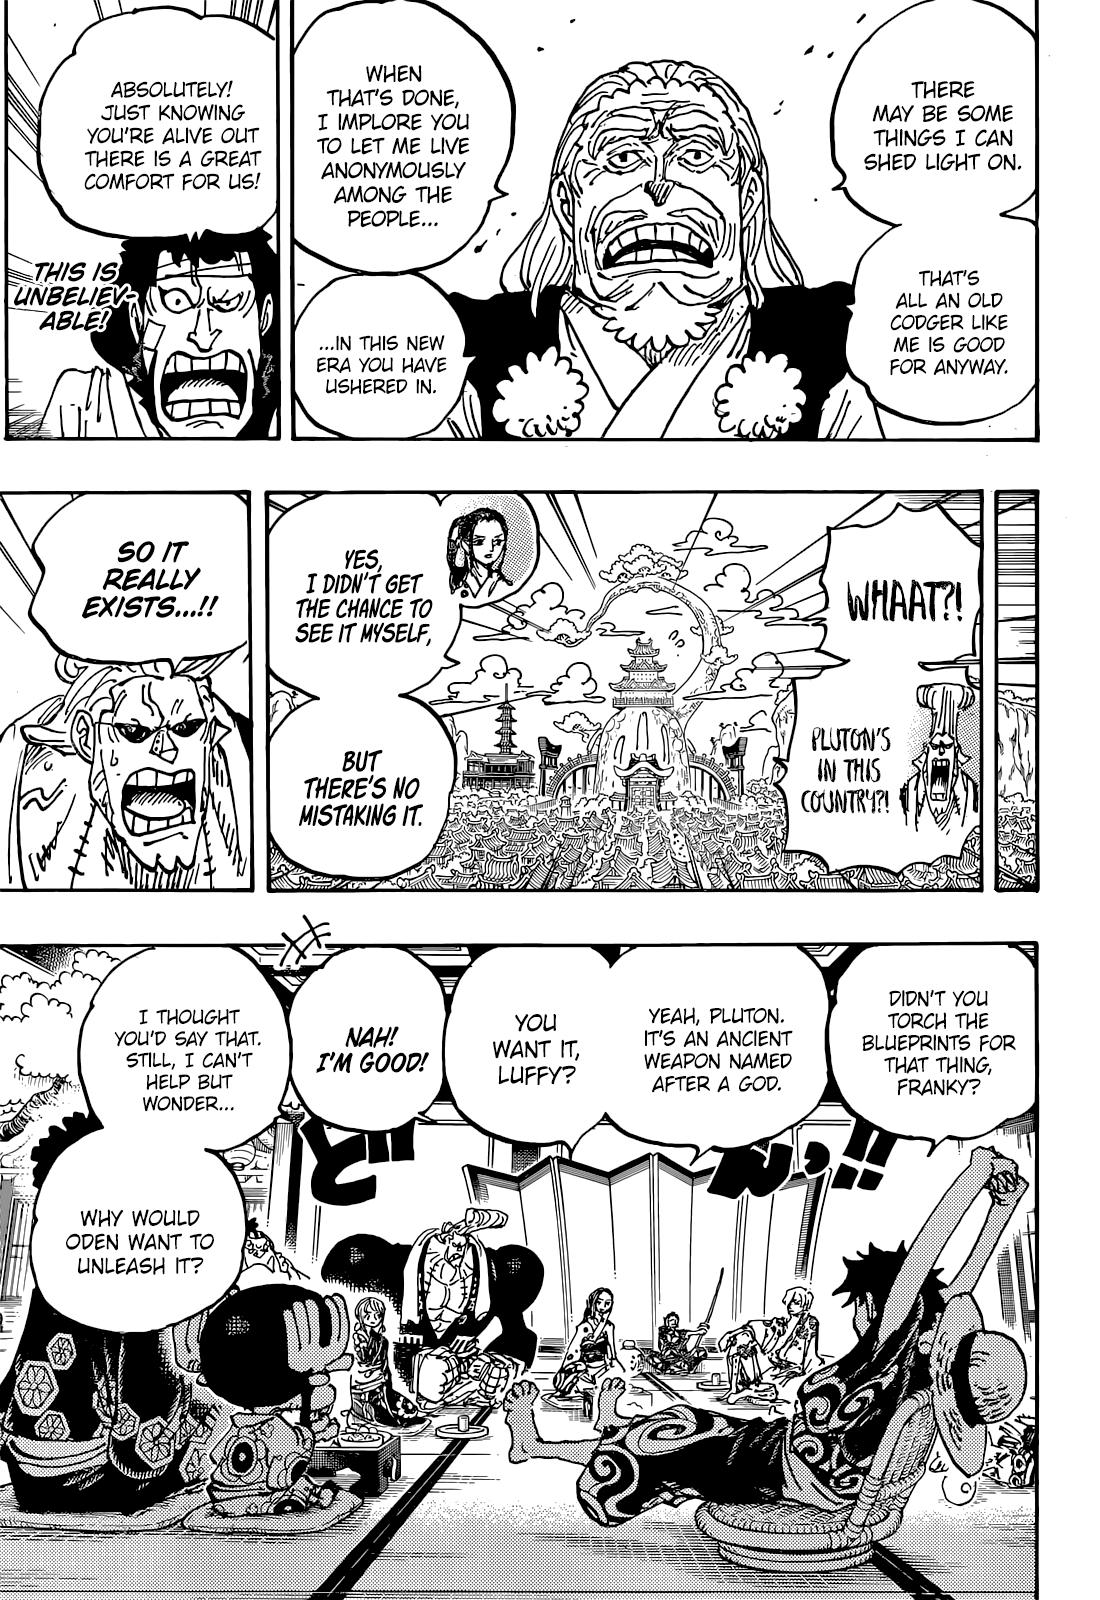 THERE
MAY BE SOME
THINGS I CAN
SHED LIGHT ON.
THAT'S
ALL AN OLD
CODGER LIKE
ME IS GOOD
FOR ANYWAY.
WHEN
THAT'S DONE,
I IMPLORE YOU
TO LET ME LIVE
ANONYMOUSLY
AMONG THE
PEOPLE...
...IN THIS NEW
ERA YOU HAVE
USHERED IN.
ABSOLUTELY!
JUST KNOWING
YOU'RE ALIVE OUT
THERE IS A GREAT
COMFORT FOR US!
THIS IS
UNBELIEV-
ABLE!
WHAAT?!
PLUTON'S
IN THIS
COUNTRY?!
YES,
I DIDN'T GET
THE CHANCE TO
SEE IT MYSELF,
BUT
THERE'S NO
MISTAKING IT.
SO IT
REALLY
EXISTS...!!
DIDN'T YOU
TORCH THE
BLUEPRINTS FOR
THAT THING,
FRANKY?
YEAH, PLUTON.
IT'S AN ANCIENT
WEAPON NAMED
AFTER A GOD.
YOU
WANT IT,
LUFFY?
NAH!
I'M GOOD!
I THOUGHT
YOU'D SAY THAT.
STILL, I CAN'T
HELP BUT
WONDER...
WHY WOULD
ODEN WANT TO
UNLEASH IT?